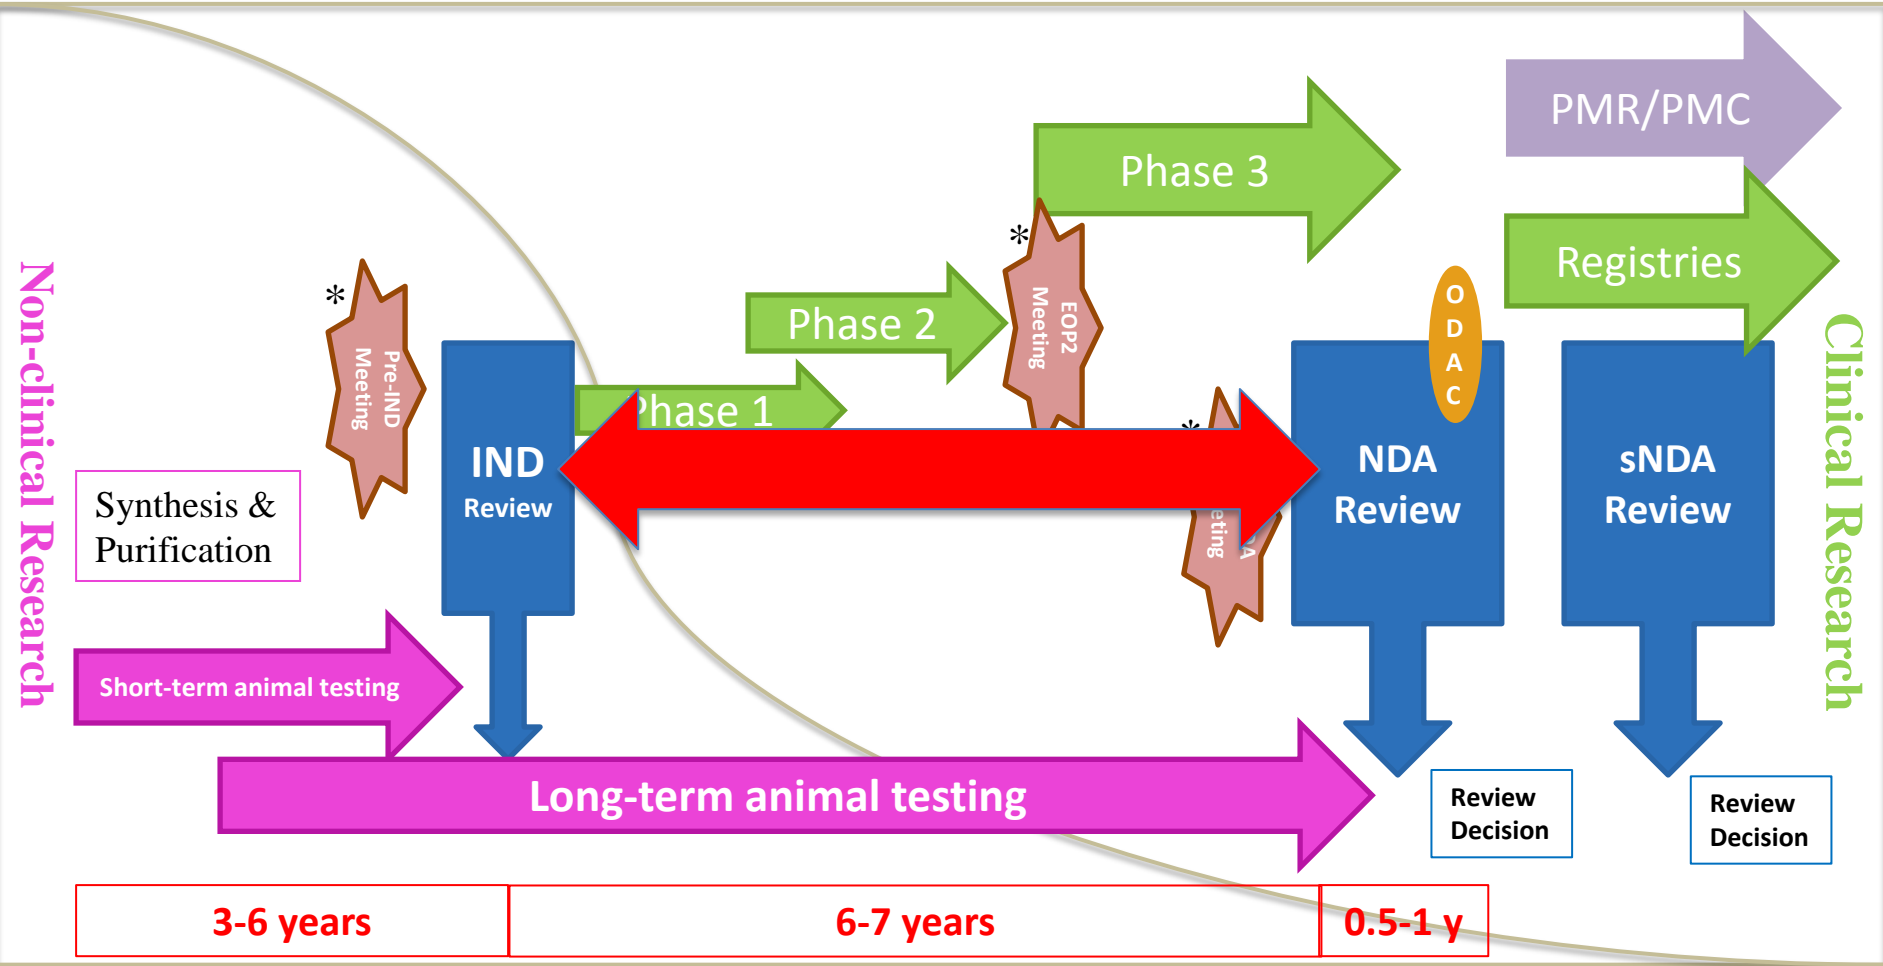 PMR/PMC
Phase 3
Registries
*
EOP2
Meeting
Phase 2
*
Pre-IND
Meeting
Phase 1
IND
Review
*
O
D
A
C
NDA
Review
sNDA
Review
Non-clinical Research
Clinical Research
Synthesis &
Purification
Short-term animal testing
Long-term animal testing
Review
Decision
Review
Decision
3-6 years
6-7 years
0.5-1 y